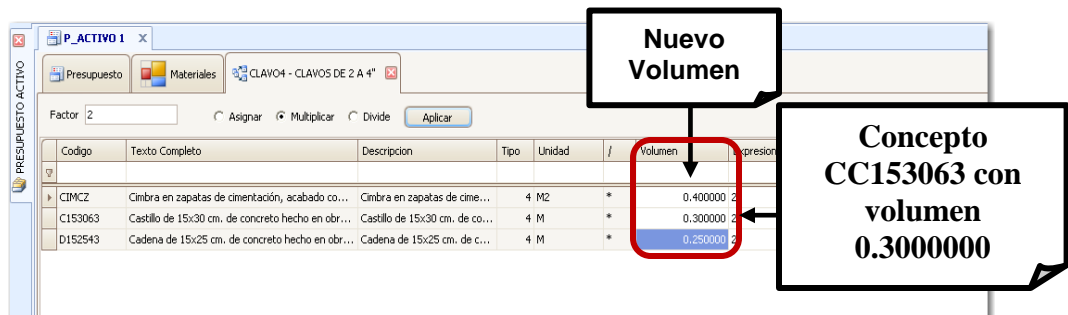 P_ACTIVO 1 X
PRESUPUESTO ACTIVO
Presupuesto Materiales CLAVO4 - CLAVOS DE 2 A 4"
Factor 2 Asignar Multiplicar Divide Aplicar
Codigo Texto Completo Descripcion Tipo Unidad / Volumen Expresion
CIMCZ Cimbra en zapatas de cimentación, acabado co... Cimbra en zapatas de cime... 4 M2 * 0.400000 2
C153063 Castillo de 15x30 cm. de concreto hecho en obr... Castillo de 15x30 cm. de co... 4 M * 0.300000 2
D152543 Cadena de 15x25 cm. de concreto hecho en obr... Cadena de 15x25 cm. de c... 4 M * 0.250000 2
Nuevo
Volumen
Concepto
CC153063 con
volumen
0.3000000